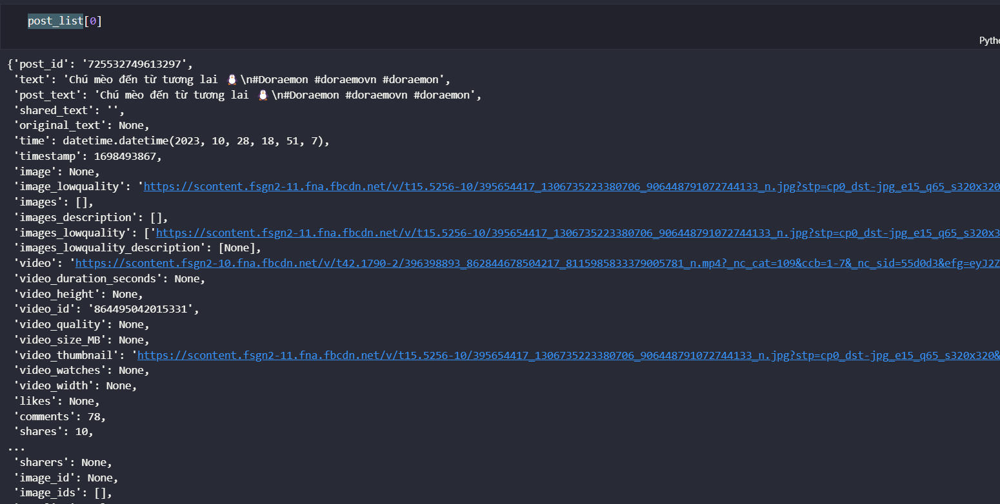 post_list[0]
Pytho
{'post_id': '725532749613297',
'text': 'Chú mèo đến từ tương lai 🐧\n#Doraemon #doraemovn #doraemon',
'post_text': 'Chú mèo đến từ tương lai 🐧\n#Doraemon #doraemovn #doraemon',
'shared_text': '',
'original_text': None,
'time': datetime.datetime(2023, 10, 28, 18, 51, 7),
'timestamp': 1698493867,
'image': None,
'image_lowquality': 'https://scontent.fsgn2-11.fna.fbcdn.net/v/t15.5256-10/395654417_1306735223380706_906448791072744133_n.jpg?stp=cp0_dst-jpg_e15_q65_s320x320
'images': [],
'images_description': [],
'images_lowquality': ['https://scontent.fsgn2-11.fna.fbcdn.net/v/t15.5256-10/395654417_1306735223380706_906448791072744133_n.jpg?stp=cp0_dst-jpg_e15_q65_s320x3
'images_lowquality_description': [None],
'video': 'https://scontent.fsgn2-10.fna.fbcdn.net/v/t42.1790-2/396398893_862844678504217_8115985833379005781_n.mp4?_nc_cat=109&ccb=1-7&_nc_sid=55d0d3&efg=eyJ2Z
'video_duration_seconds': None,
'video_height': None,
'video_id': '864495042015331',
'video_quality': None,
'video_size_MB': None,
'video_thumbnail': 'https://scontent.fsgn2-11.fna.fbcdn.net/v/t15.5256-10/395654417_1306735223380706_906448791072744133_n.jpg?stp=cp0_dst-jpg_e15_q65_s320x320&
'video_watches': None,
'video_width': None,
'likes': None,
'comments': 78,
'shares': 10,
...
'sharers': None,
'image_id': None,
'image_ids': [],